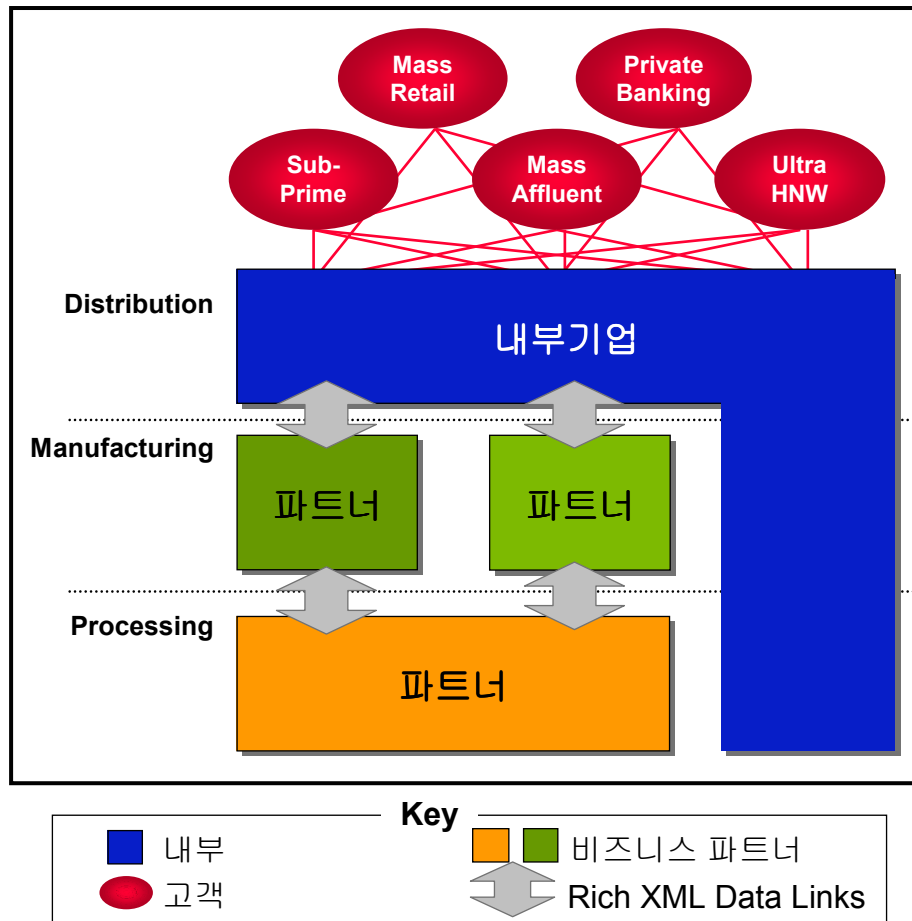 Mass
Retail
Private
Banking
Sub-
Prime
Mass
Affluent
Ultra
HNW
Distribution
내부기업
Manufacturing
파트너
파트너
Processing
파트너
Key
내부
비즈니스 파트너
고객
Rich XML Data Links